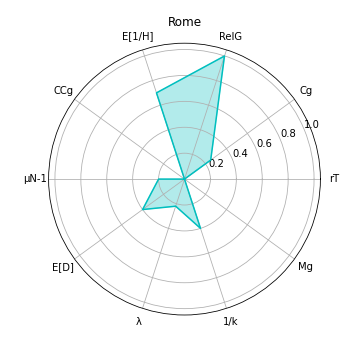 Rome
E[1/H]
RelG
CCg
Cg
1.0
0.8
0.6
0.4
0.2
μN-1
rT
E[D]
Mg
λ
1/k